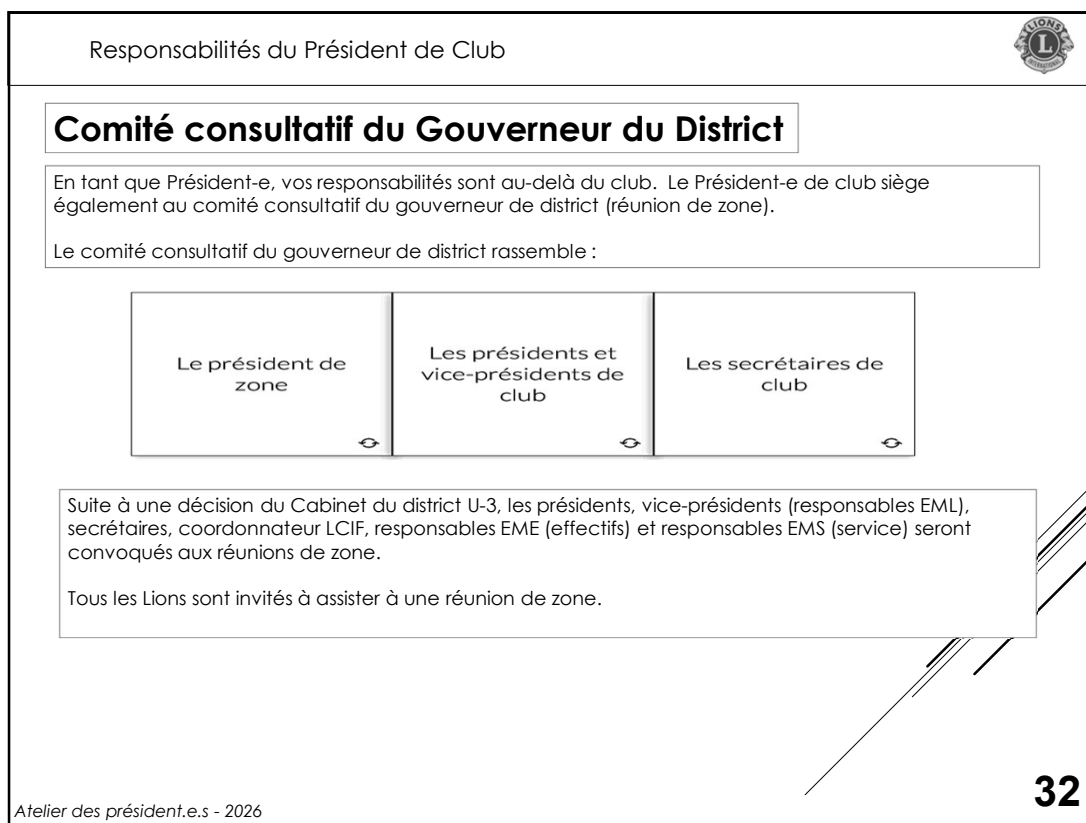 Responsabilités du Président de Club
LIONS
L
INTERNATIONAL
Comité consultatif du Gouverneur du District
En tant que Président-e, vos responsabilités sont au-delà du club.  Le Président-e de club siège
également au comité consultatif du gouverneur de district (réunion de zone).
Le comité consultatif du gouverneur de district rassemble :
Le président de
zone
Les présidents et
vice-présidents de
club
Les secrétaires de
club
Suite à une décision du Cabinet du district U-3, les présidents, vice-présidents (responsables EML),
secrétaires, coordonnateur LCIF, responsables EME (effectifs) et responsables EMS (service) seront
convoqués aux réunions de zone.
Tous les Lions sont invités à assister à une réunion de zone.
Atelier des président.e.s - 2026
32